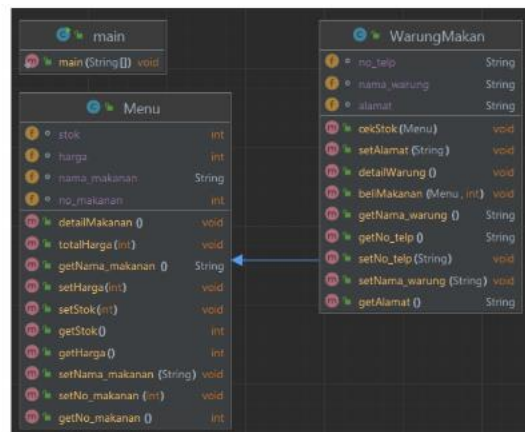 main
main(String[]) void
Menu
stok int
harga int
nama_makanan String
no_makanan int
detailMakanan () void
totalHarga(int) void
getNama_makanan () String
setHarga(int) void
setStok(int) void
getStok() int
getHarga() int
setNama_makanan (String) void
setNo_makanan (int) void
getNo_makanan () int
WarungMakan
no_telp String
nama_warung String
alamat String
cekStok(Menu) void
setAlamat(String) void
detailWarung() void
beliMakanan (Menu, int) void
getNama_warung () String
getNo_telp() String
setNo_telp(String) void
setNama_warung (String) void
getAlamat() String